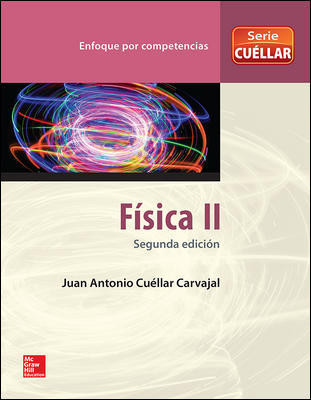 Enfoque por competencias
Serie
CUÉLLAR
Física II
Segunda edición
Juan Antonio Cuéllar Carvajal
Mc
Graw
Hill
Education